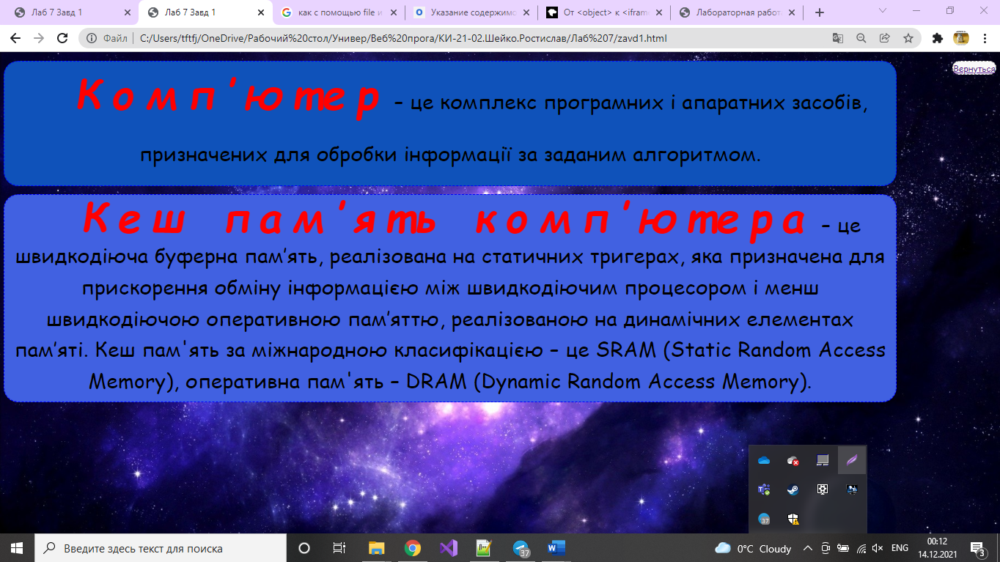 Лаб 7 Завд 1
Лаб 7 Завд 1
как с помощью file и
Указание содержимо
От <object> к <ifram
Лабораторная работ
Файл
C:/Users/tftfj/OneDrive/Рабочий%20стол/Универ/Веб%20прога/КИ-21-02.Шейко.Ростислав/Лаб%207/zavd1.html
Вернуться
Комп’ютер – це комплекс програмних і апаратних засобів,
призначених для обробки інформації за заданим алгоритмом.
Кеш пам’ять комп’ютера – це
швидкодіюча буферна пам’ять, реалізована на статичних тригерах, яка призначена для
прискорення обміну інформацією між швидкодіючим процесором і менш
швидкодіючою оперативною пам’яттю, реалізованою на динамічних елементах
пам’яті. Кеш пам'ять за міжнародною класифікацією – це SRAM (Static Random Access
Memory), оперативна пам'ять – DRAM (Dynamic Random Access Memory).
37
Введите здесь текст для поиска
37
0°C Cloudy
ENG
00:12
14.12.2021
3